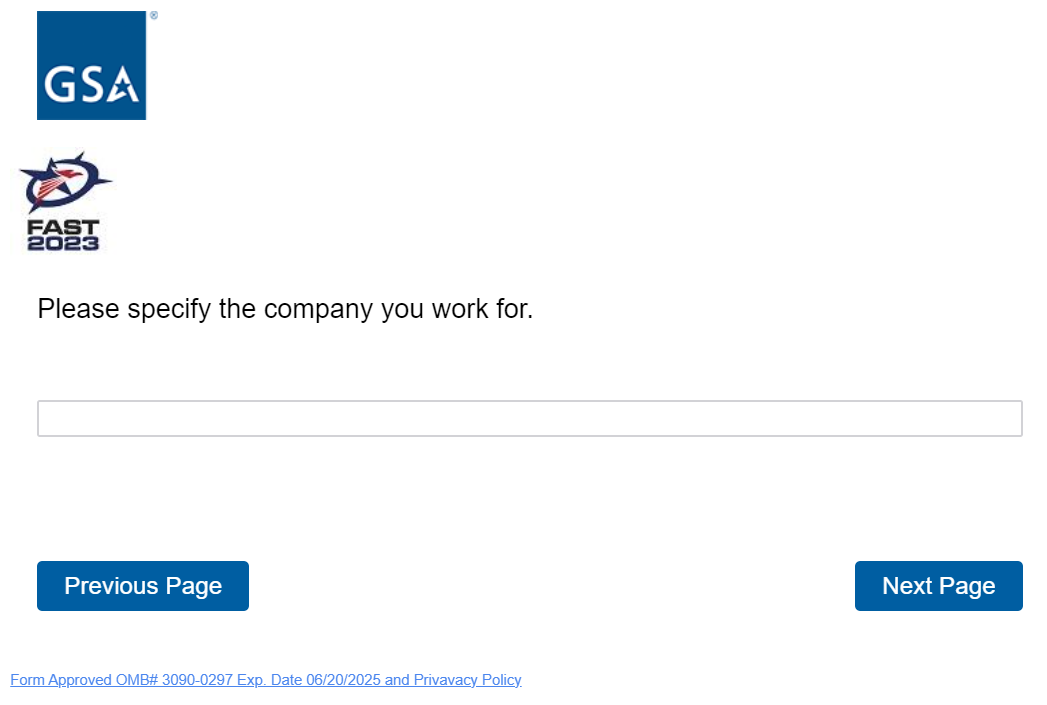 GSA
®
FAST
2023
Please specify the company you work for.
Previous Page
Next Page
Form Approved OMB# 3090-0297 Exp. Date 06/20/2025 and Privavacy Policy